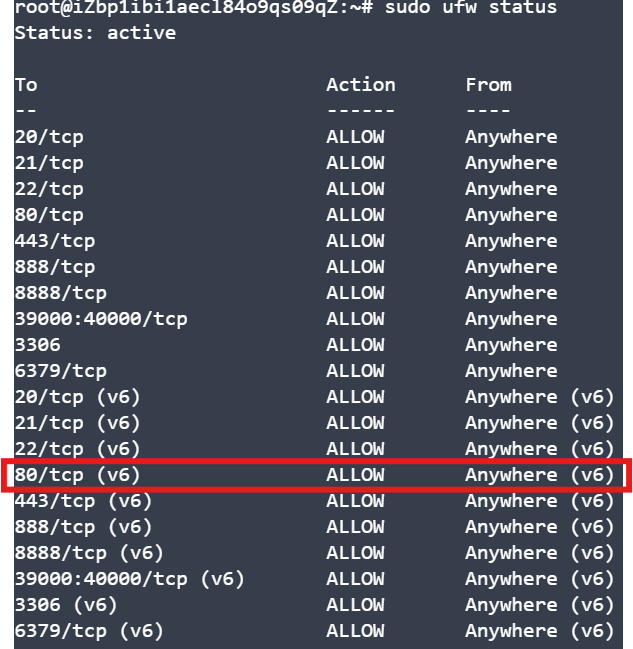 root@iZbp1ibi1aecl84o9qs09qZ:~# sudo ufw status
Status: active
To Action From
-- ------ ----
20/tcp ALLOW Anywhere
21/tcp ALLOW Anywhere
22/tcp ALLOW Anywhere
80/tcp ALLOW Anywhere
443/tcp ALLOW Anywhere
888/tcp ALLOW Anywhere
8888/tcp ALLOW Anywhere
39000:40000/tcp ALLOW Anywhere
3306 ALLOW Anywhere
6379/tcp ALLOW Anywhere
20/tcp (v6) ALLOW Anywhere (v6)
21/tcp (v6) ALLOW Anywhere (v6)
22/tcp (v6) ALLOW Anywhere (v6)
80/tcp (v6) ALLOW Anywhere (v6)
443/tcp (v6) ALLOW Anywhere (v6)
888/tcp (v6) ALLOW Anywhere (v6)
8888/tcp (v6) ALLOW Anywhere (v6)
39000:40000/tcp (v6) ALLOW Anywhere (v6)
3306 (v6) ALLOW Anywhere (v6)
6379/tcp (v6) ALLOW Anywhere (v6)